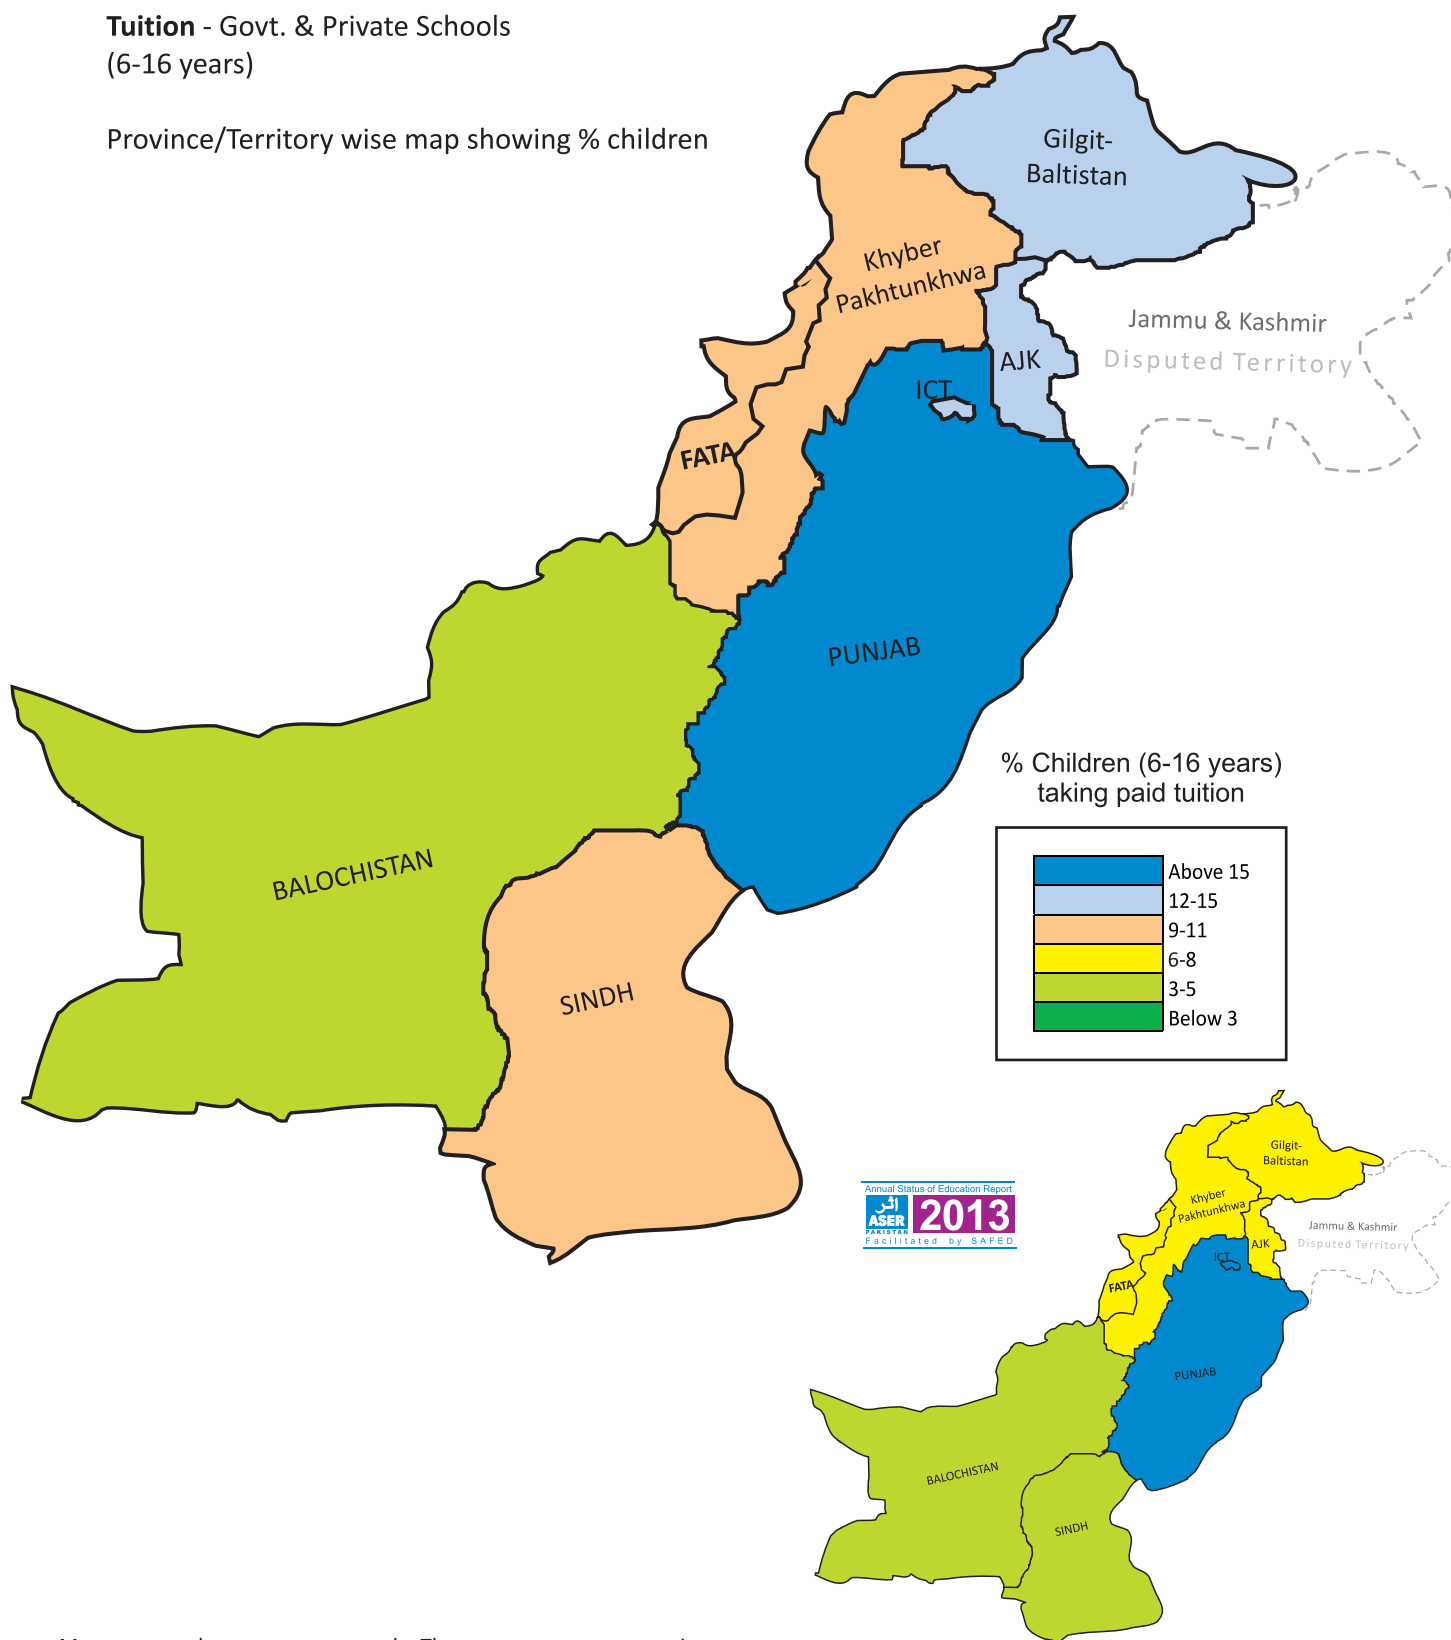 Tuition - Govt. & Private Schools
(6-16 years)
Province/Territory wise map showing % children
Gilgit-
Baltistan
Khyber
Pakhtunkhwa
Jammu & Kashmir
Disputed Territory
AJK
ICT
FATA
PUNJAB
BALOCHISTAN
SINDH
% Children (6-16 years)
taking paid tuition
Above 15
12-15
9-11
6-8
3-5
Below 3
Annual Status of Education Report
اثر
ASER
PAKISTAN
2013
Facilitated by SAFED
Gilgit-
Baltistan
Khyber
Pakhtunkhwa
Jammu & Kashmir
Disputed Territory
AJK
ICT
FATA
PUNJAB
BALOCHISTAN
SINDH